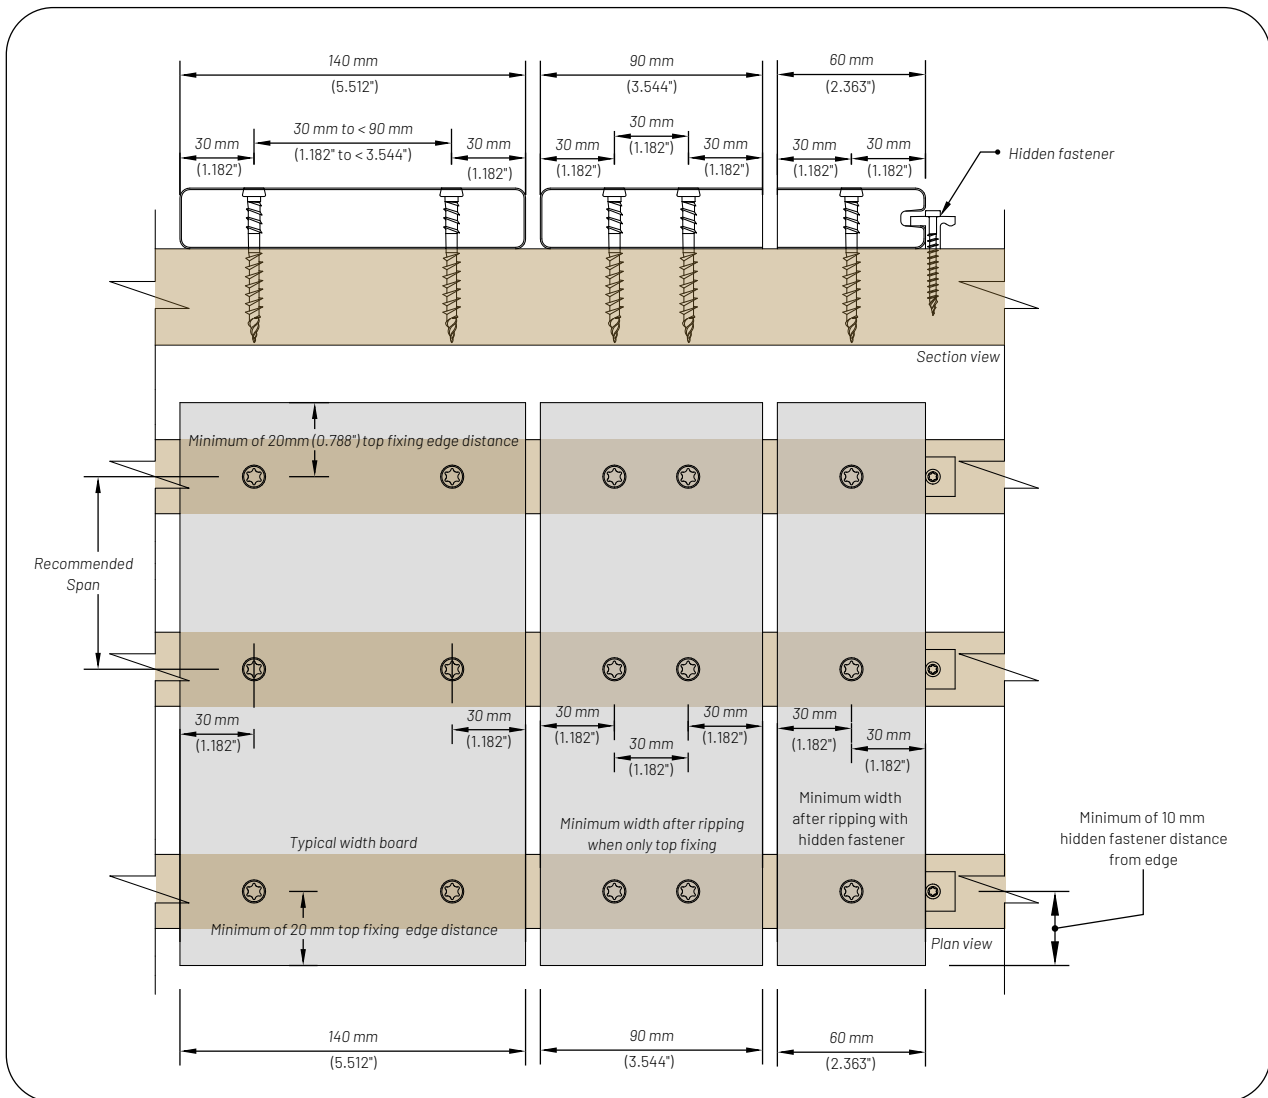 140 mm
(5.512")
90 mm
(3.544")
60 mm
(2.363")
30 mm
(1.182")
30 mm to < 90 mm
(1.182" to < 3.544")
30 mm
(1.182")
30 mm
(1.182")
30 mm
(1.182")
30 mm
(1.182")
30 mm
(1.182")
30 mm
(1.182")
Hidden fastener
Section view
Minimum of 20mm (0.788") top fixing edge distance
Recommended
Span
30 mm
(1.182")
30 mm
(1.182")
30 mm
(1.182")
30 mm
(1.182")
30 mm
(1.182")
30 mm
(1.182")
30 mm
(1.182")
Typical width board
Minimum width after ripping
when only top fixing
Minimum width
after ripping with
hidden fastener
Minimum of 10 mm
hidden fastener distance
from edge
Minimum of 20 mm top fixing edge distance
Plan view
140 mm
(5.512")
90 mm
(3.544")
60 mm
(2.363")